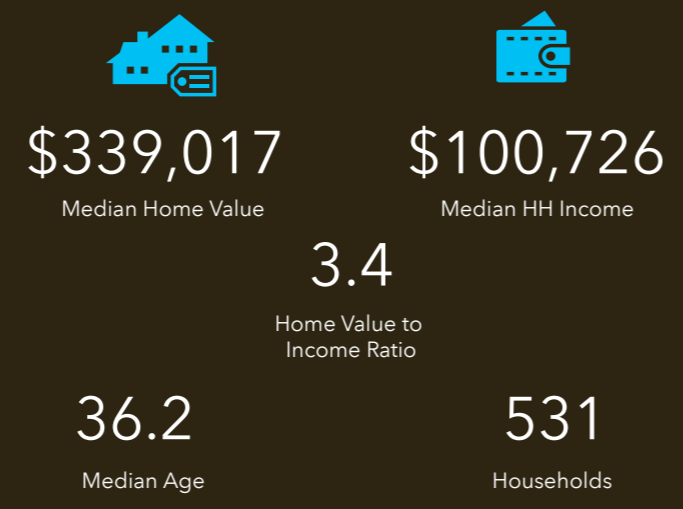 $339,017
Median Home Value
$100,726
Median HH Income
3.4
Home Value to
Income Ratio
36.2
Median Age
531
Households